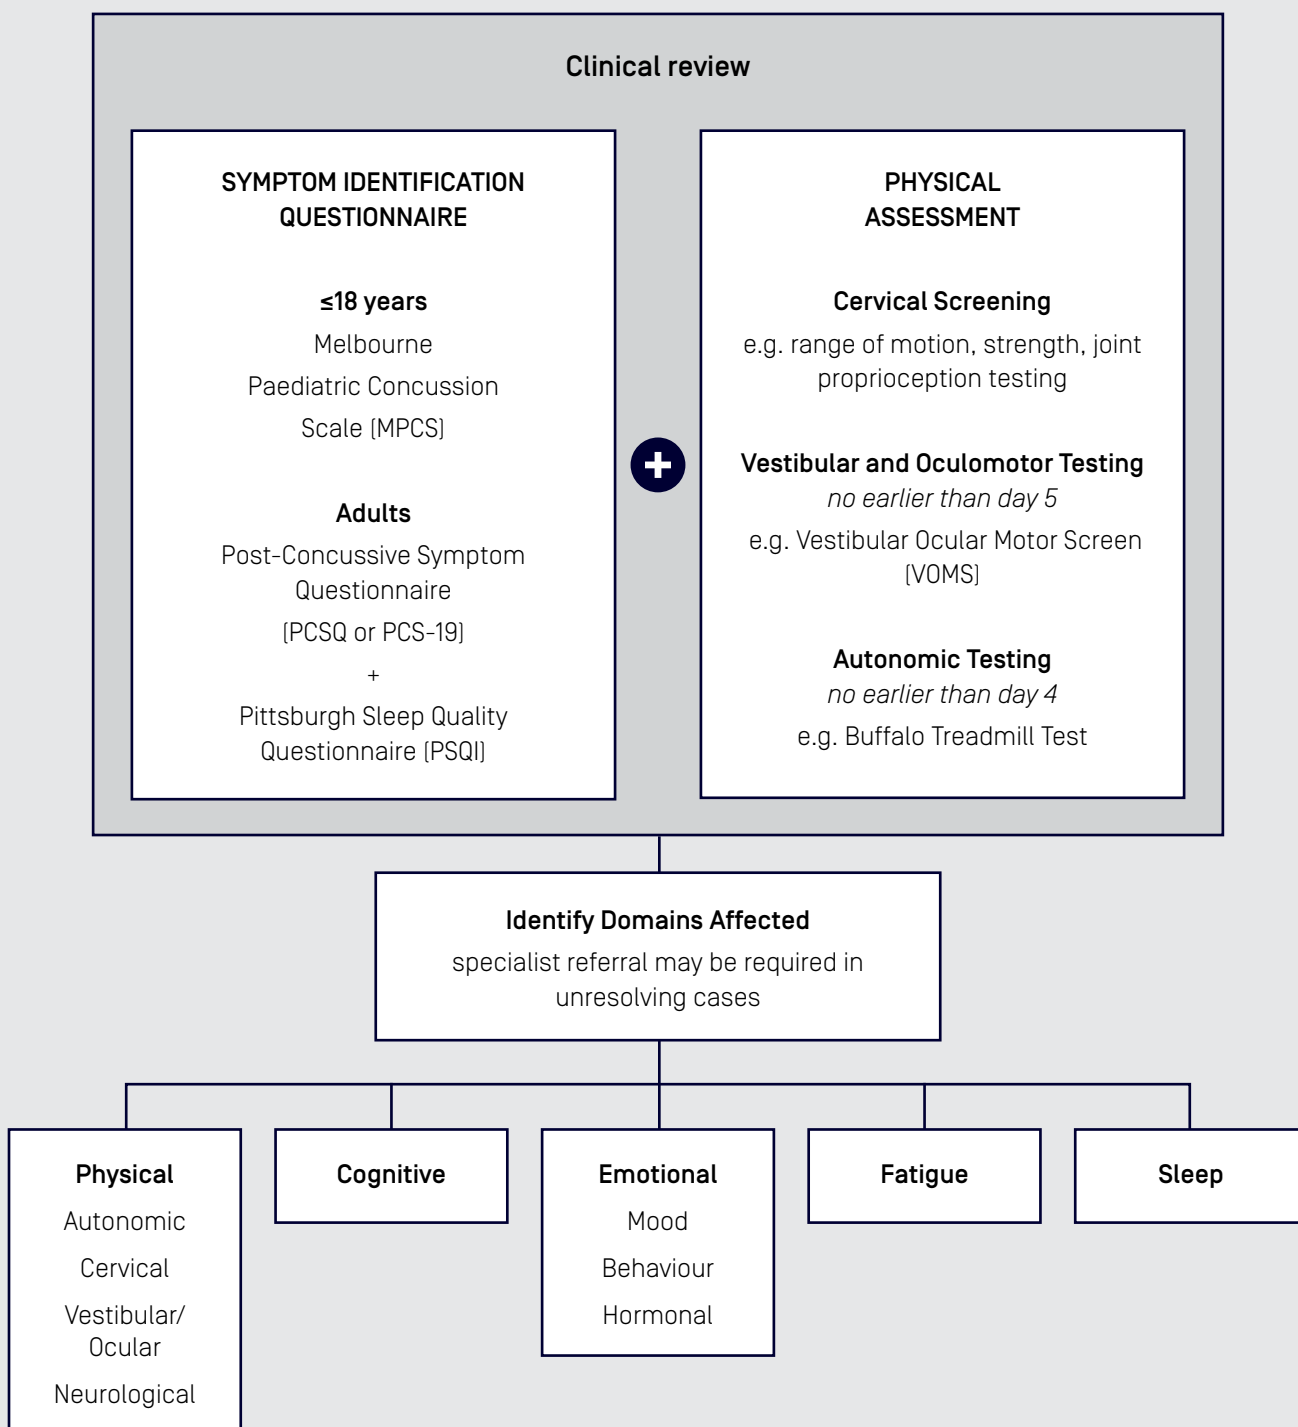 Clinical review
SYMPTOM IDENTIFICATION
QUESTIONNAIRE
≤18 years
Melbourne
Paediatric Concussion
Scale (MPCS)
Adults
Post-Concussive Symptom
Questionnaire
(PCSQ or PCS-19)
+
Pittsburgh Sleep Quality
Questionnaire (PSQI)
+
PHYSICAL
ASSESSMENT
Cervical Screening
e.g. range of motion, strength, joint
proprioception testing
Vestibular and Oculomotor Testing
no earlier than day 5
e.g. Vestibular Ocular Motor Screen
(VOMS)
Autonomic Testing
no earlier than day 4
e.g. Buffalo Treadmill Test
Identify Domains Affected
specialist referral may be required in
unresolving cases
Physical
Autonomic
Cervical
Vestibular/
Ocular
Neurological
Cognitive
Emotional
Mood
Behaviour
Hormonal
Fatigue
Sleep